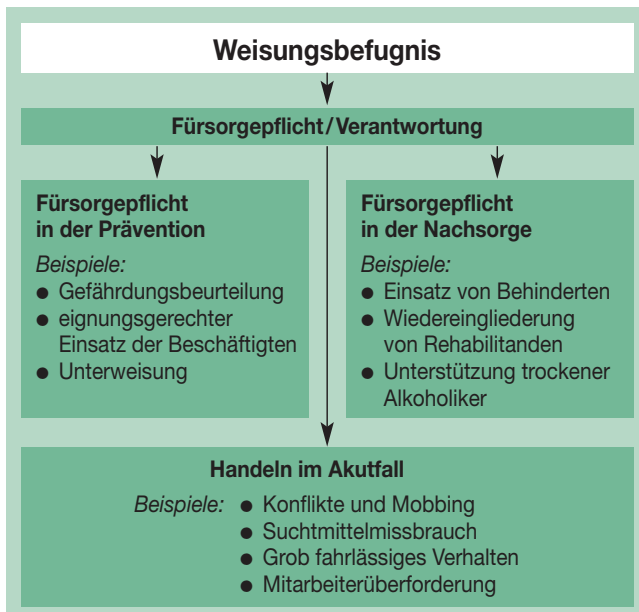 Weisungsbefugnis
Fürsorgepflicht/Verantwortung
Fürsorgepflicht
in der Prävention
Beispiele:
● Gefährdungsbeurteilung
● eignungsgerechter
Einsatz der Beschäftigten
● Unterweisung
Fürsorgepflicht
in der Nachsorge
Beispiele:
● Einsatz von Behinderten
● Wiedereingliederung
von Rehabilitanden
● Unterstützung trockener
Alkoholiker
Handeln im Akutfall
Beispiele: ● Konflikte und Mobbing
● Suchtmittelmissbrauch
● Grob fahrlässiges Verhalten
● Mitarbeiterüberforderung